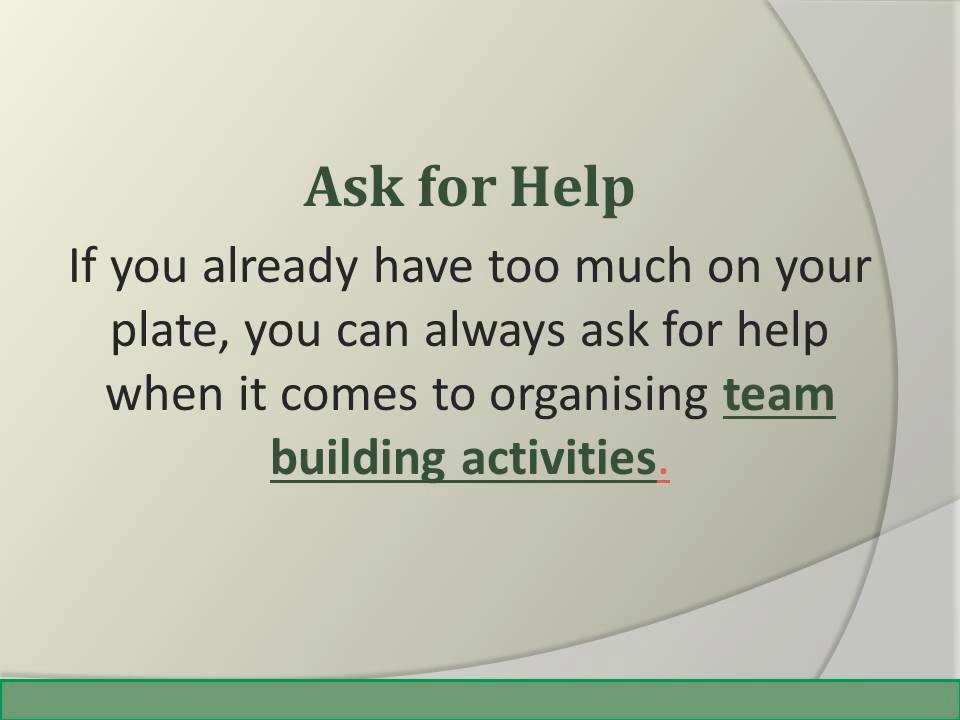 Ask for Help
If you already have too much on your
plate, you can always ask for help
when it comes to organising team
building activities.